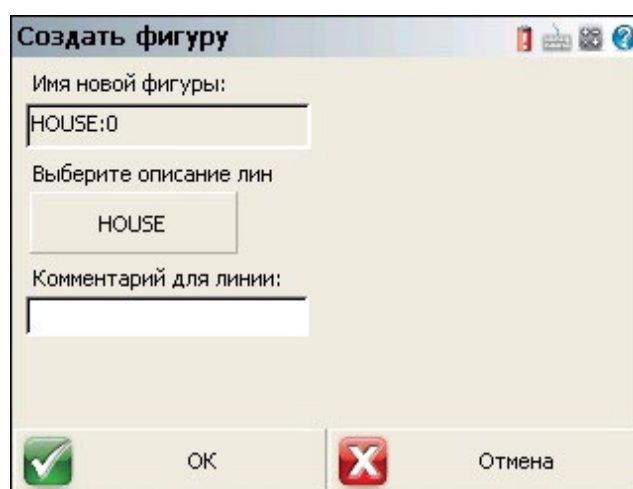 Создать фигуру
Имя новой фигуры:
HOUSE:0
Выберите описание лин
HOUSE
Комментарий для линии:
OK
Отмена